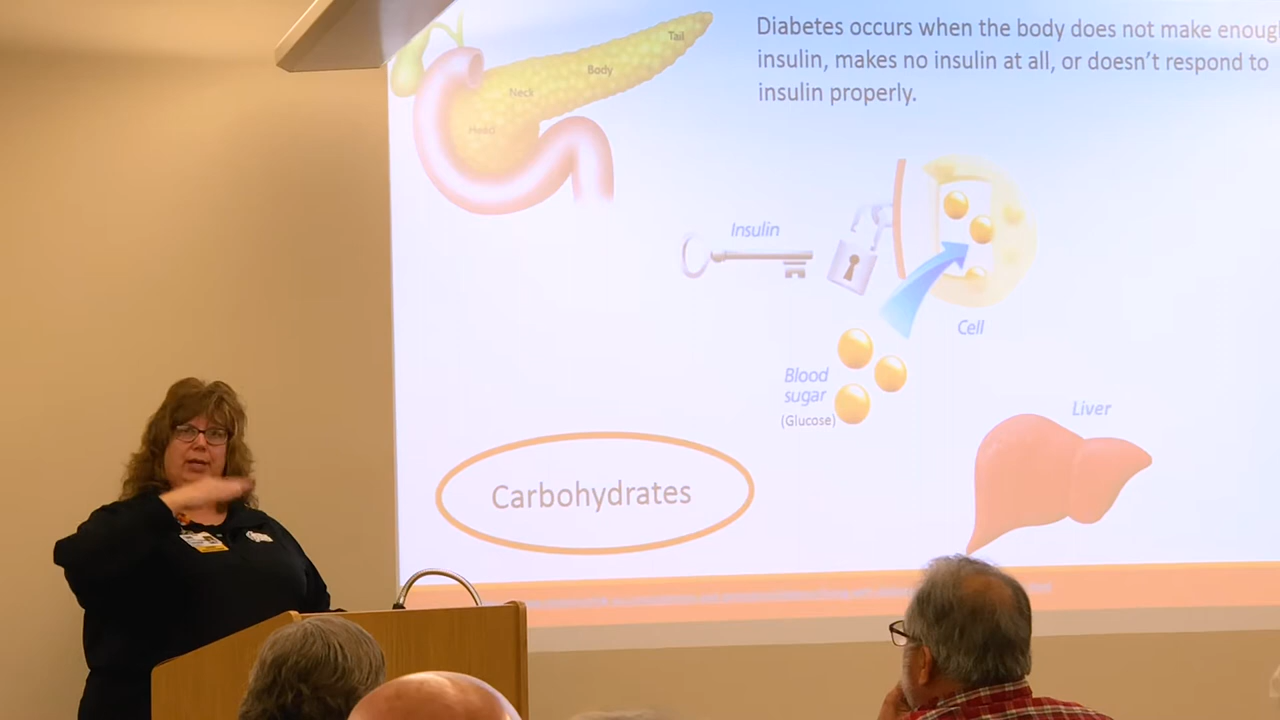 Diabetes occurs when the body does not make enough
insulin, makes no insulin at all, or doesn't respond to
insulin properly.
Tail
Body
Neck
Head
Insulin
Cell
Blood
sugar
(Glucose)
Liver
Carbohydrates